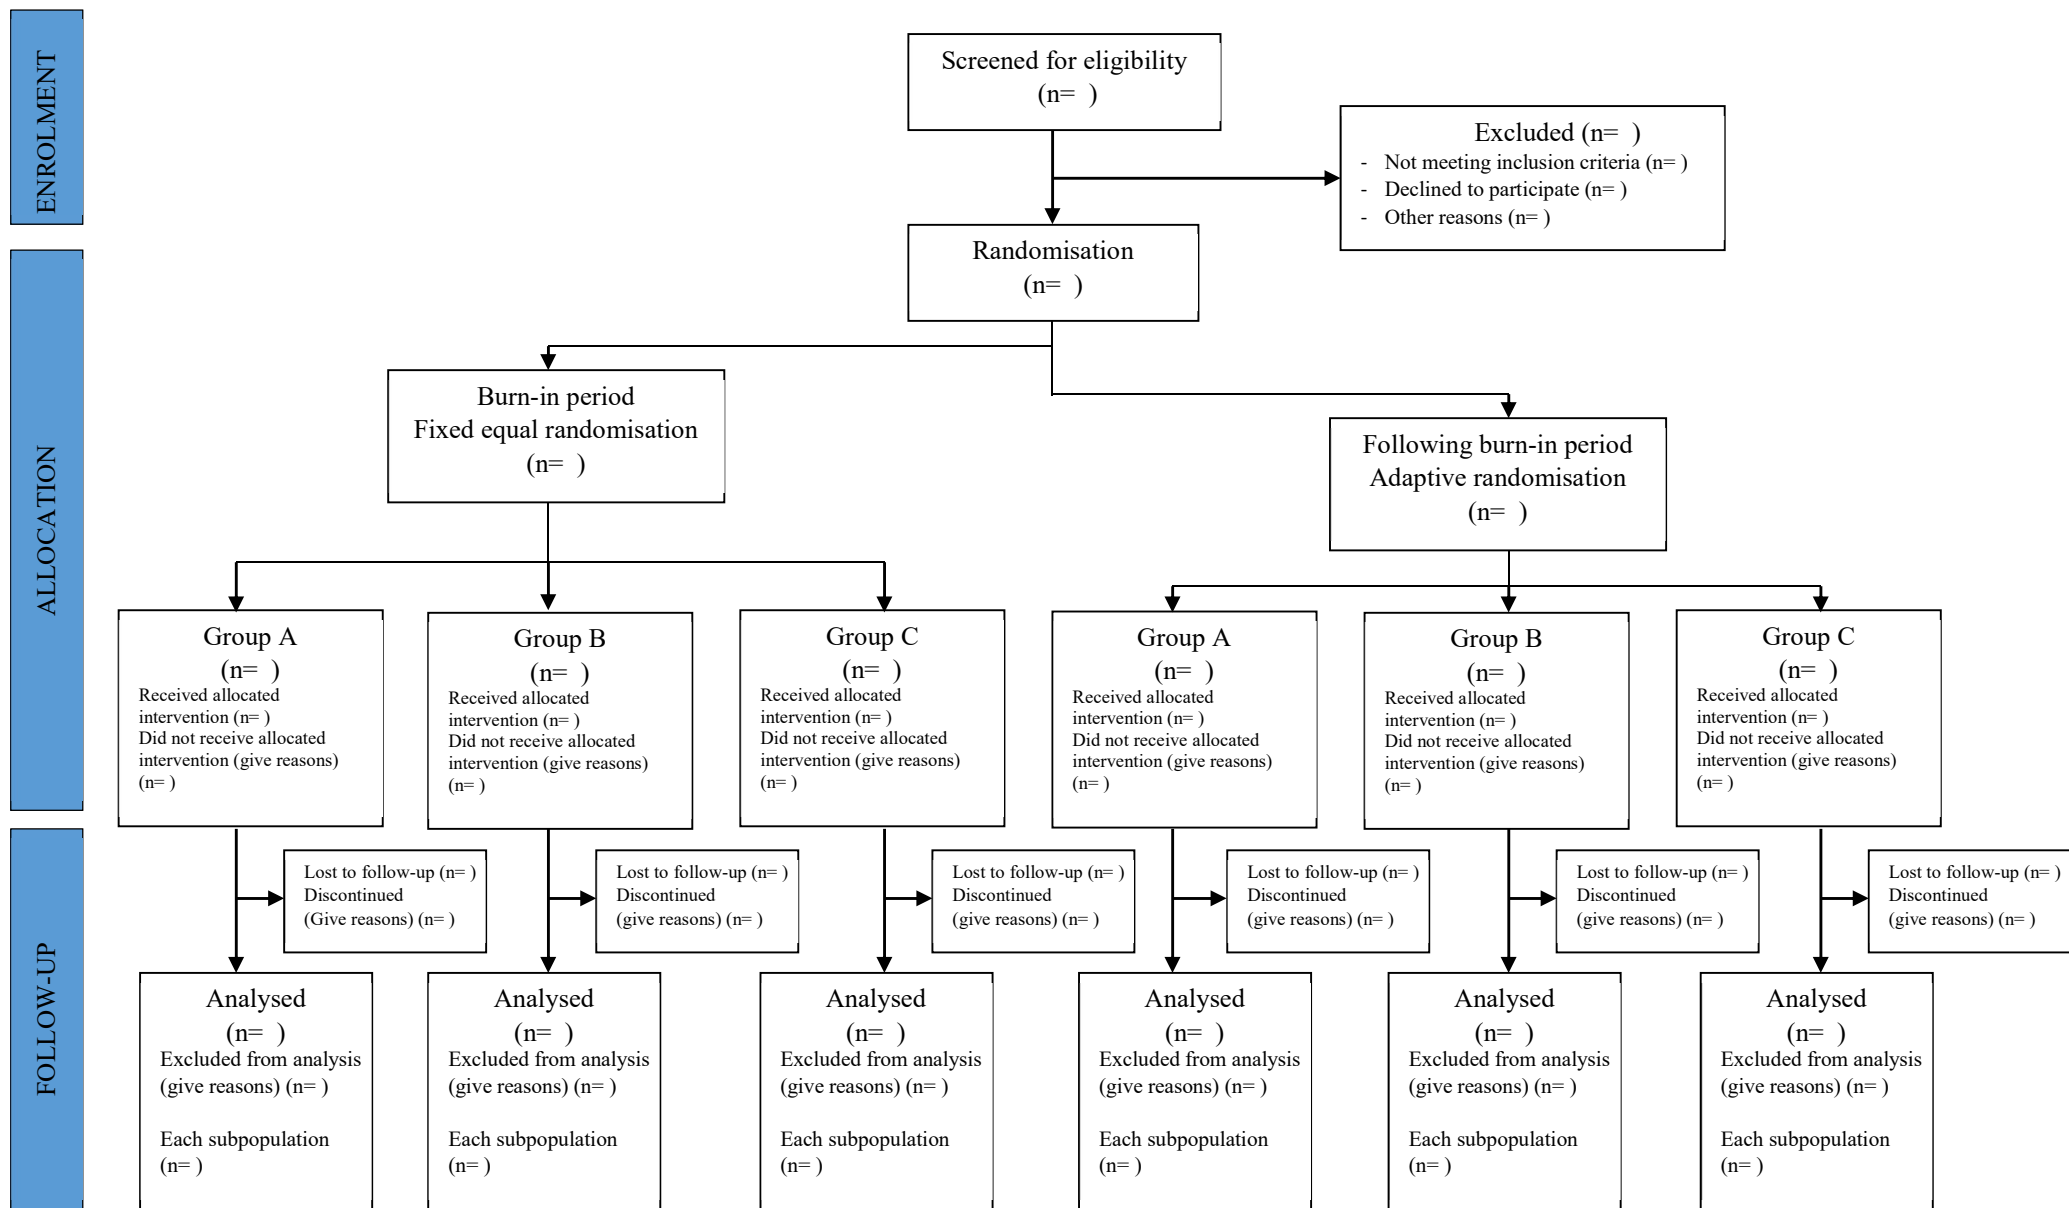 ENROLMENT
Screened for eligibility
(n=  )
Excluded (n=  )
- Not meeting inclusion criteria (n= )
- Declined to participate (n= )
- Other reasons (n= )
ALLOCATION
Randomisation
(n=  )
Burn-in period
Fixed equal randomisation
(n=  )
Following burn-in period
Adaptive randomisation
(n=  )
Group A
(n=  )
Received allocated
intervention (n= )
Did not receive allocated
intervention (give reasons)
(n= )
Group B
(n=  )
Received allocated
intervention (n= )
Did not receive allocated
intervention (give reasons)
(n= )
Group C
(n=  )
Received allocated
intervention (n= )
Did not receive allocated
intervention (give reasons)
(n= )
Group A
(n=  )
Received allocated
intervention (n= )
Did not receive allocated
intervention (give reasons)
(n= )
Group B
(n=  )
Received allocated
intervention (n= )
Did not receive allocated
intervention (give reasons)
(n= )
Group C
(n=  )
Received allocated
intervention (n= )
Did not receive allocated
intervention (give reasons)
(n= )
FOLLOW-UP
Lost to follow-up (n= )
Discontinued
(Give reasons) (n= )
Lost to follow-up (n= )
Discontinued
(give reasons) (n= )
Lost to follow-up (n= )
Discontinued
(give reasons) (n= )
Lost to follow-up (n= )
Discontinued
(give reasons) (n= )
Lost to follow-up (n= )
Discontinued
(give reasons) (n= )
Lost to follow-up (n= )
Discontinued
(give reasons) (n= )
Analysed
(n=  )
Excluded from analysis
(give reasons) (n= )
Each subpopulation
(n= )
Analysed
(n=  )
Excluded from analysis
(give reasons) (n= )
Each subpopulation
(n= )
Analysed
(n=  )
Excluded from analysis
(give reasons) (n= )
Each subpopulation
(n= )
Analysed
(n=  )
Excluded from analysis
(give reasons) (n= )
Each subpopulation
(n= )
Analysed
(n=  )
Excluded from analysis
(give reasons) (n= )
Each subpopulation
(n= )
Analysed
(n=  )
Excluded from analysis
(give reasons) (n= )
Each subpopulation
(n= )